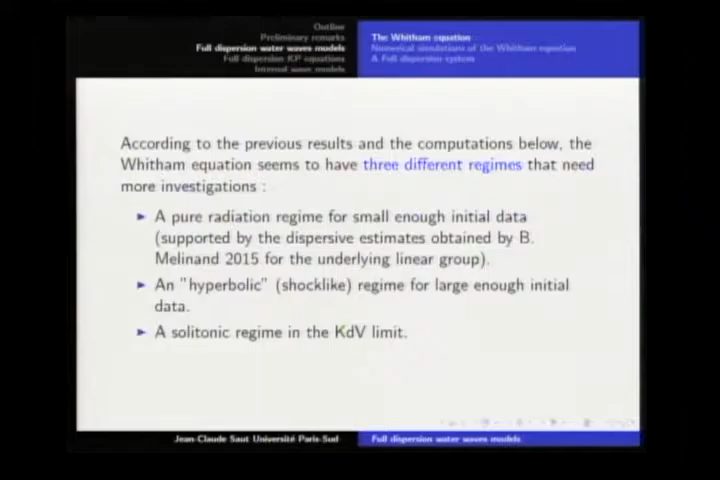 Outline
Preliminary remarks
Full dispersion water waves models
Full dispersion KP equations
Internal wave models
The Whitham equation
Numerical simulations of the Whitham equation
A Full dispersion system
According to the previous results and the computations below, the
Whitham equation seems to have three different regimes that need
more investigations :
► A pure radiation regime for small enough initial data
(supported by the dispersive estimates obtained by B.
Melinand 2015 for the underlying linear group).
► An "hyperbolic" (shocklike) regime for large enough initial
data.
► A solitonic regime in the KdV limit.
Jean-Claude Saut Université Paris-Sud
Full dispersion water waves models